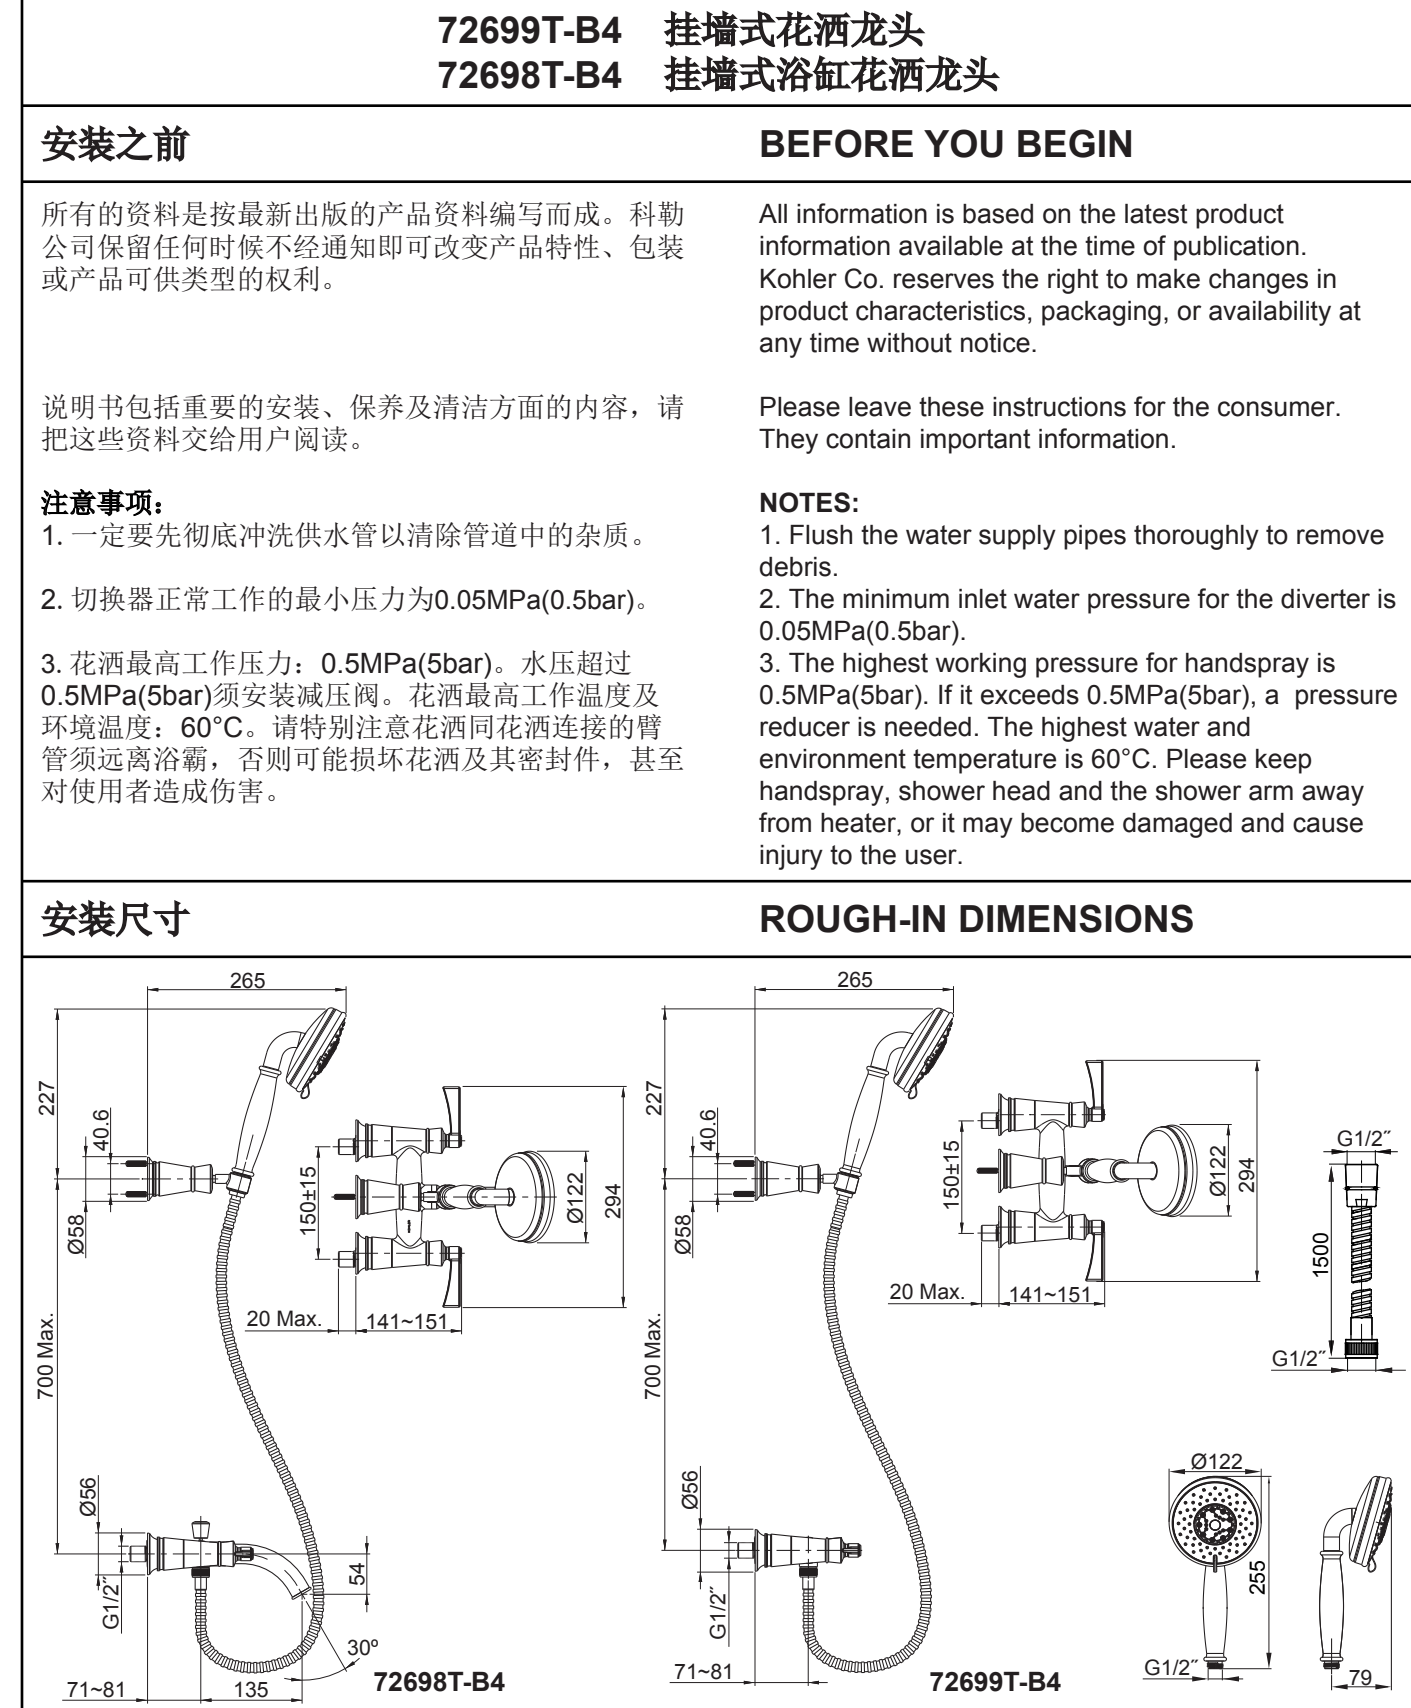 72699T-B4 挂墙式花洒龙头
72698T-B4 挂墙式浴缸花洒龙头
安装之前
所有的资料是按最新出版的产品资料编写而成。科勒
公司保留任何时候不经通知即可改变产品特性、包装
或产品可供类型的权利。
说明书包括重要的安装、保养及清洁方面的内容，请
把这些资料交给用户阅读。
注意事项：
1. 一定要先彻底冲洗供水管以清除管道中的杂质。
2. 切换器正常工作的最小压力为0.05MPa(0.5bar)。
3. 花洒最高工作压力：0.5MPa(5bar)。水压超过
0.5MPa(5bar)须安装减压阀。花洒最高工作温度及
环境温度：60°C。请特别注意花洒同花洒连接的臂
管须远离浴霸，否则可能损坏花洒及其密封件，甚至
对使用者造成伤害。
BEFORE YOU BEGIN
All information is based on the latest product
information available at the time of publication.
Kohler Co. reserves the right to make changes in
product characteristics, packaging, or availability at
any time without notice.
Please leave these instructions for the consumer.
They contain important information.
NOTES:
1. Flush the water supply pipes thoroughly to remove
debris.
2. The minimum inlet water pressure for the diverter is
0.05MPa(0.5bar).
3. The highest working pressure for handspray is
0.5MPa(5bar). If it exceeds 0.5MPa(5bar), a pressure
reducer is needed. The highest water and
environment temperature is 60°C. Please keep
handspray, shower head and the shower arm away
from heater, or it may become damaged and cause
injury to the user.
安装尺寸
ROUGH-IN DIMENSIONS
265
227
40.6
Ø58
700 Max.
150±15
Ø122
294
20 Max.
141~151
Ø56
G1/2″
54
30º
71~81
135
72698T-B4
265
227
40.6
Ø58
700 Max.
150±15
Ø122
294
20 Max.
141~151
Ø56
G1/2″
71~81
72699T-B4
G1/2″
1500
G1/2″
Ø122
255
G1/2″
79